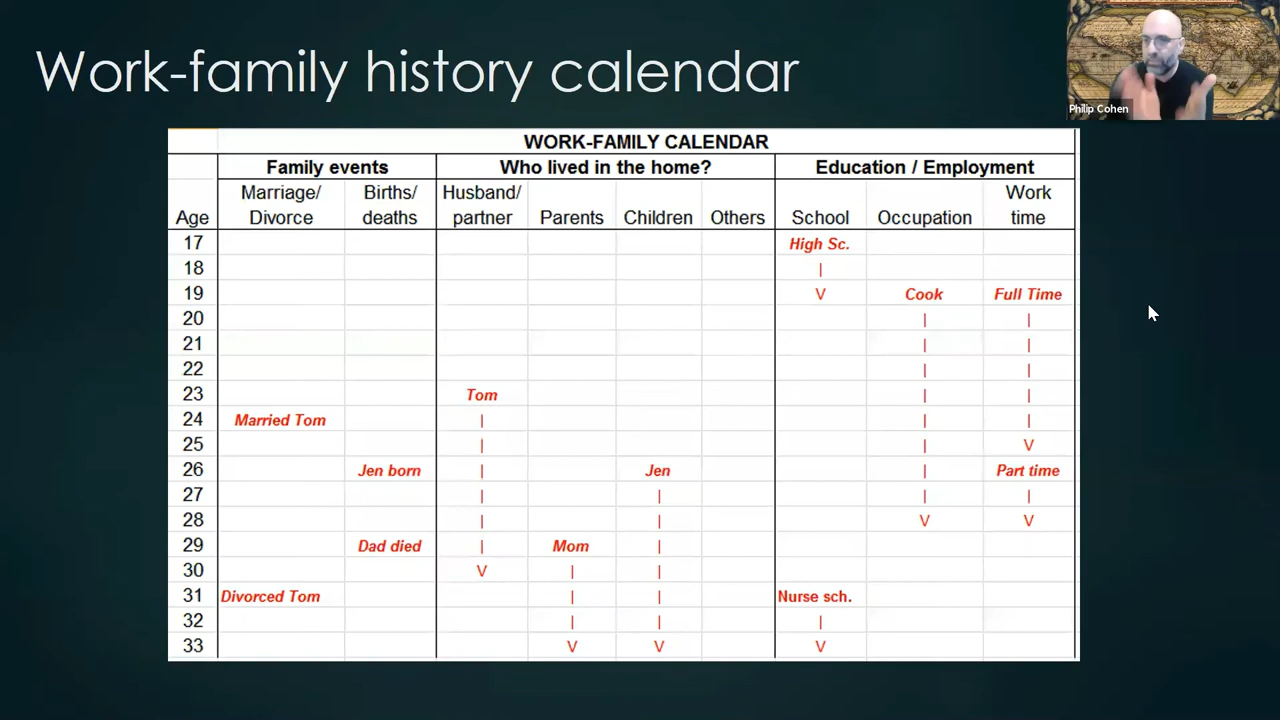 Work-family history calendar
Philip Cohen
WORK-FAMILY CALENDAR
Family events Who lived in the home? Education / Employment
Marriage/ Births/ Husband/ Work
Age Divorce deaths partner Parents Children Others School Occupation time
17 High Sc.
18 |
19 V Cook Full Time
20 | |
21 | |
22 | |
23 Tom | |
24 Married Tom | | |
25 | | V
26 Jen born | Jen | Part time
27 | | | |
28 | | V V
29 Dad died | Mom |
30 V | |
31 Divorced Tom | | Nurse sch.
32 | | |
33 V V V